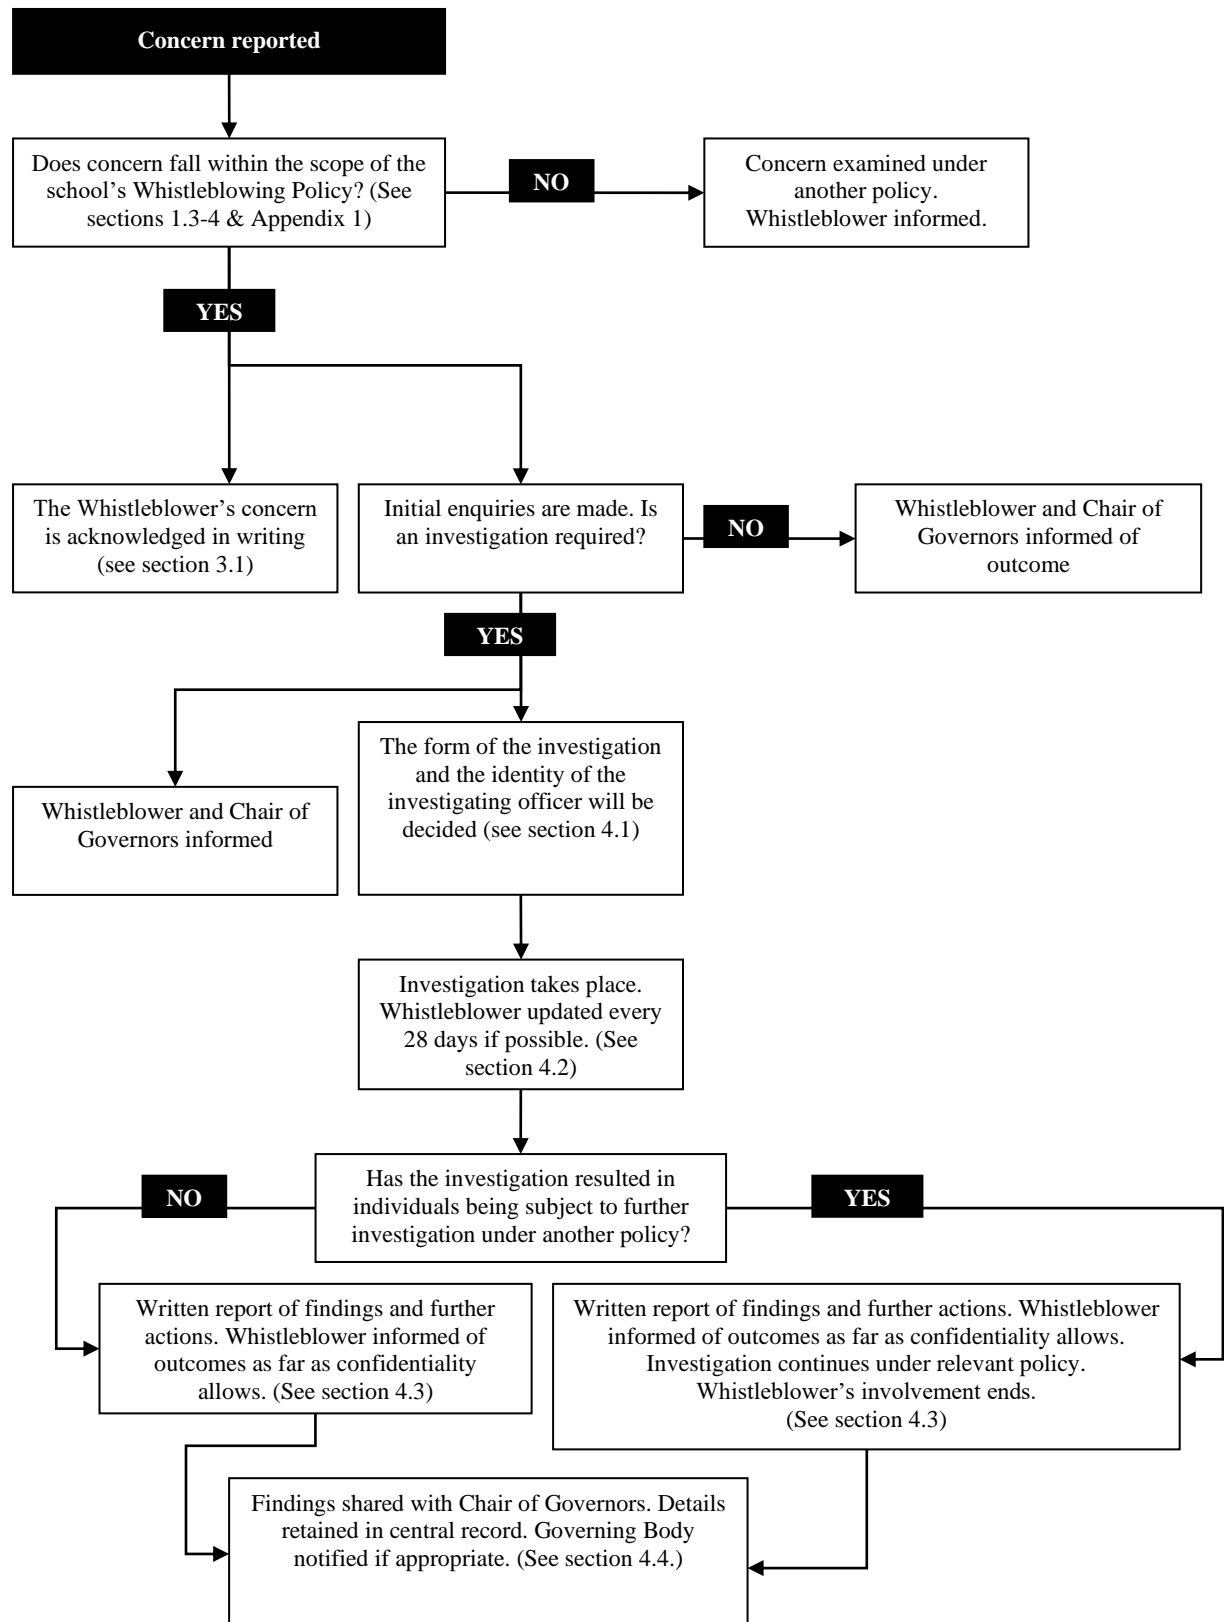 Concern reported
Does concern fall within the scope of the
school’s Whistleblowing Policy? (See
sections 1.3-4 & Appendix 1)
NO
Concern examined under
another policy.
Whistleblower informed.
YES
The Whistleblower’s concern
is acknowledged in writing
(see section 3.1)
Initial enquiries are made. Is
an investigation required?
NO
Whistleblower and Chair of
Governors informed of
outcome
YES
Whistleblower and Chair of
Governors informed
The form of the investigation
and the identity of the
investigating officer will be
decided (see section 4.1)
Investigation takes place.
Whistleblower updated every
28 days if possible. (See
section 4.2)
Has the investigation resulted in
individuals being subject to further
investigation under another policy?
NO
YES
Written report of findings and further
actions. Whistleblower informed of
outcomes as far as confidentiality
allows. (See section 4.3)
Written report of findings and further actions. Whistleblower
informed of outcomes as far as confidentiality allows.
Investigation continues under relevant policy.
Whistleblower’s involvement ends.
(See section 4.3)
Findings shared with Chair of Governors. Details
retained in central record. Governing Body
notified if appropriate. (See section 4.4.)